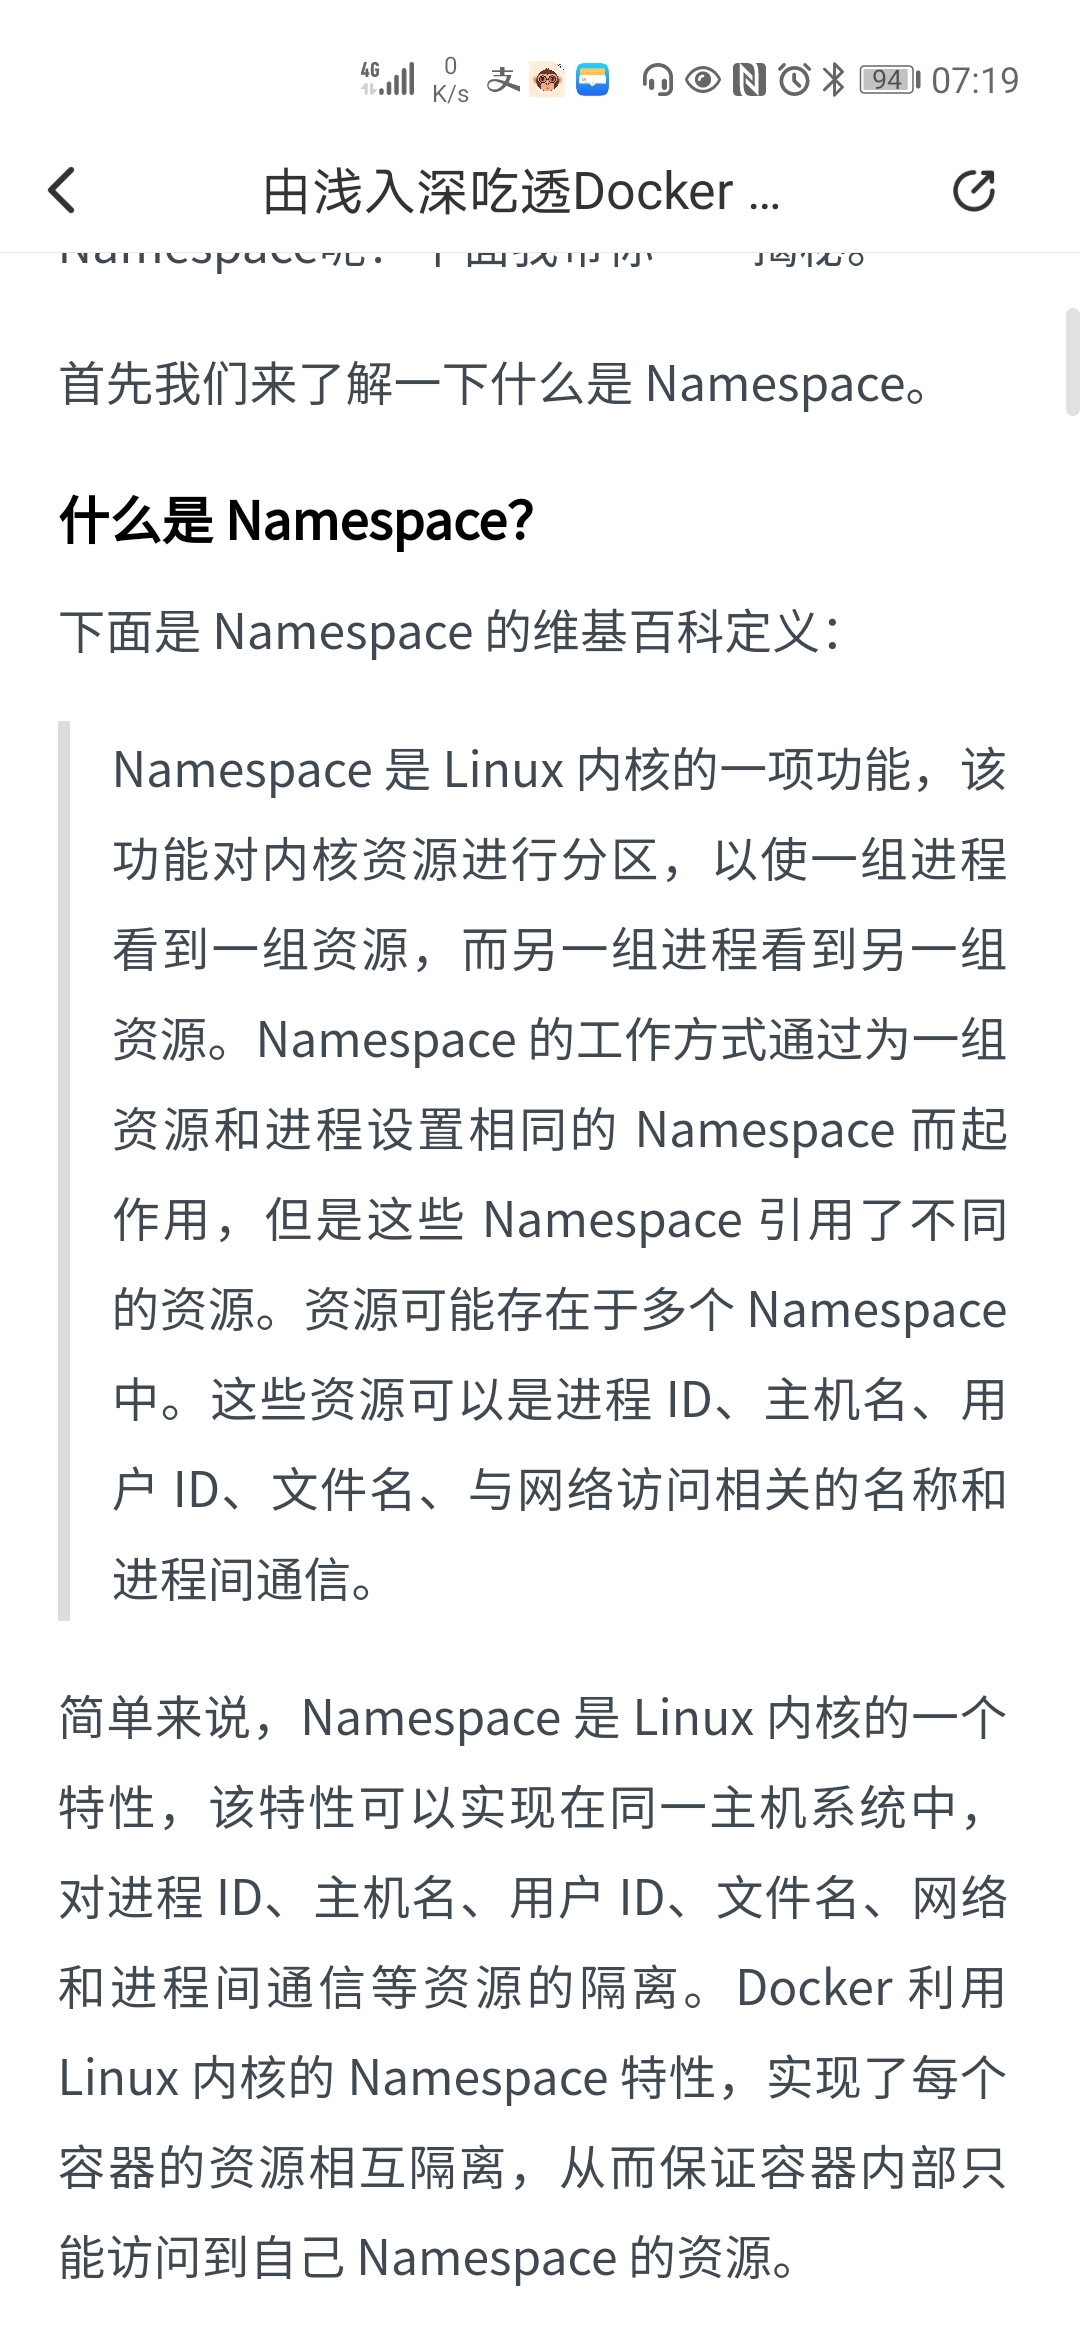 4G
0
K/s
支
94
07:19
由浅入深吃透Docker ...
首先我们来了解一下什么是 Namespace。
什么是 Namespace?
下面是 Namespace 的维基百科定义：
Namespace 是 Linux 内核的一项功能，该
功能对内核资源进行分区，以使一组进程
看到一组资源，而另一组进程看到另一组
资源。Namespace 的工作方式通过为一组
资源和进程设置相同的 Namespace 而起
作用，但是这些 Namespace 引用了不同
的资源。资源可能存在于多个 Namespace
中。这些资源可以是进程 ID、主机名、用
户 ID、文件名、与网络访问相关的名称和
进程间通信。
简单来说，Namespace 是 Linux 内核的一个
特性，该特性可以实现在同一主机系统中，
对进程 ID、主机名、用户 ID、文件名、网络
和进程间通信等资源的隔离。Docker 利用
Linux 内核的 Namespace 特性，实现了每个
容器的资源相互隔离，从而保证容器内部只
能访问到自己 Namespace 的资源。